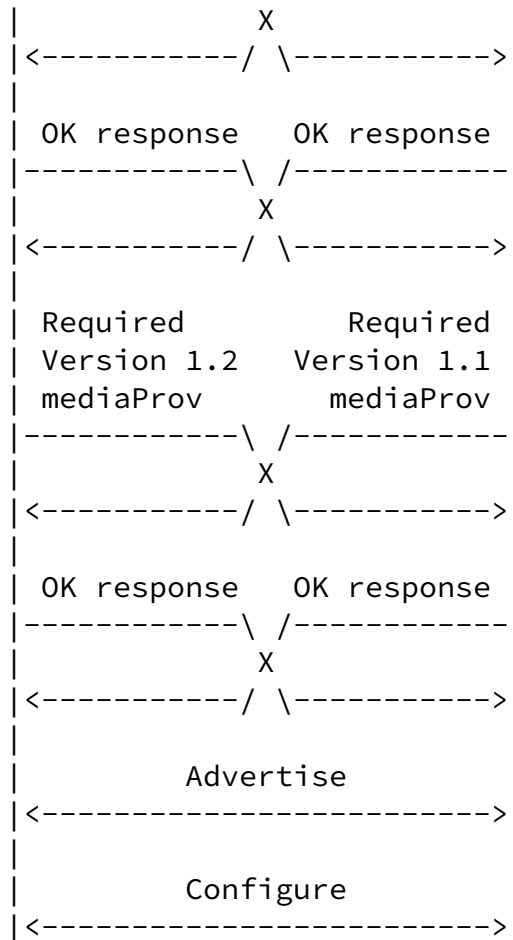 |             X
|<-----------/ \----------->
|
| OK response   OK response
|------------\ /------------
|             X
|<-----------/ \----------->
|
| Required         Required
| Version 1.2   Version 1.1
| mediaProv       mediaProv
|------------\ /------------
|             X
|<-----------/ \----------->
|
| OK response   OK response
|------------\ /------------
|             X
|<-----------/ \----------->
|
|         Advertise
|<------------------------->
|
|         Configure
|<------------------------->